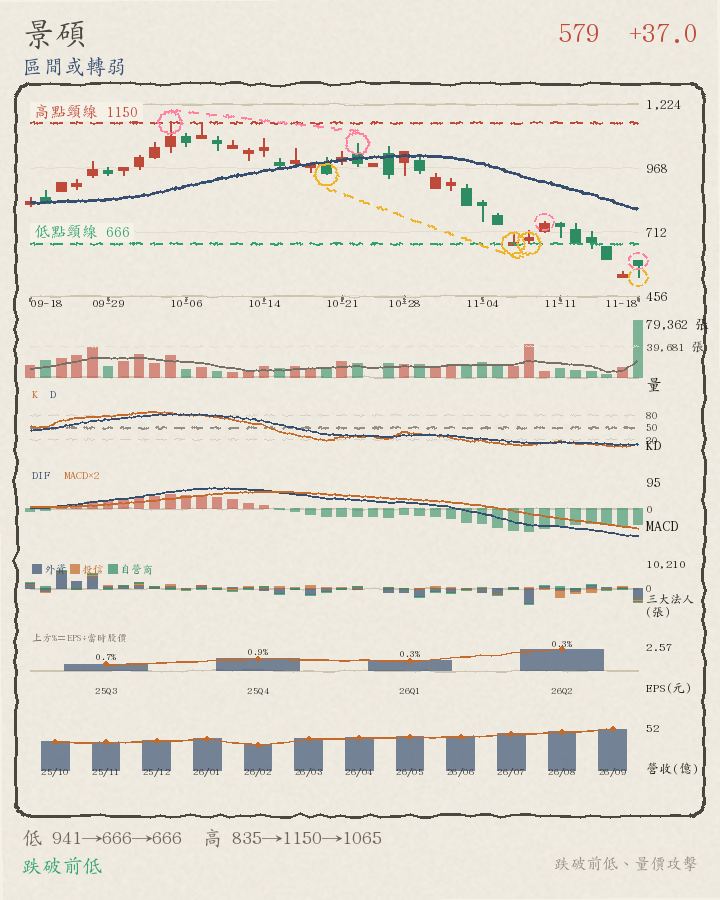 景碩
579 +37.0
區間或轉弱
高點頸線 1150
低點頸線 666
1,224
968
712
456
09-18 09-29 10-06 10-14 10-21 10-28 11-04 11-11 11-18
79,362 張
39,681 張
量
K D
80
50
20
KD
DIF MACD×2
95
0
MACD
外資 投信 自營商
10,210
0
三大法人
(張)
上方%=EPS÷當時股價
0.7% 0.9% 0.3% 0.3%
2.57
25Q3 25Q4 26Q1 26Q2
EPS(元)
52
25/10 25/11 25/12 26/01 26/02 26/03 26/04 26/05 26/06 26/07 26/08 26/09
營收(億)
低 941→666→666 高 835→1150→1065
跌破前低
跌破前低、量價攻擊